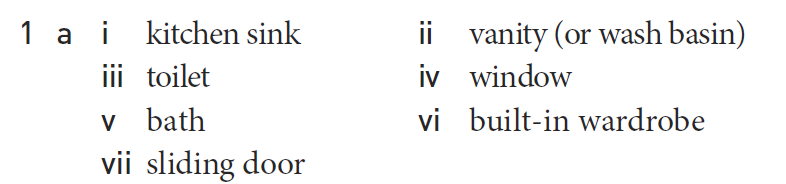 1 a i kitchen sink ii vanity (or wash basin)
iii toilet iv window
v bath vi built-in wardrobe
vii sliding door